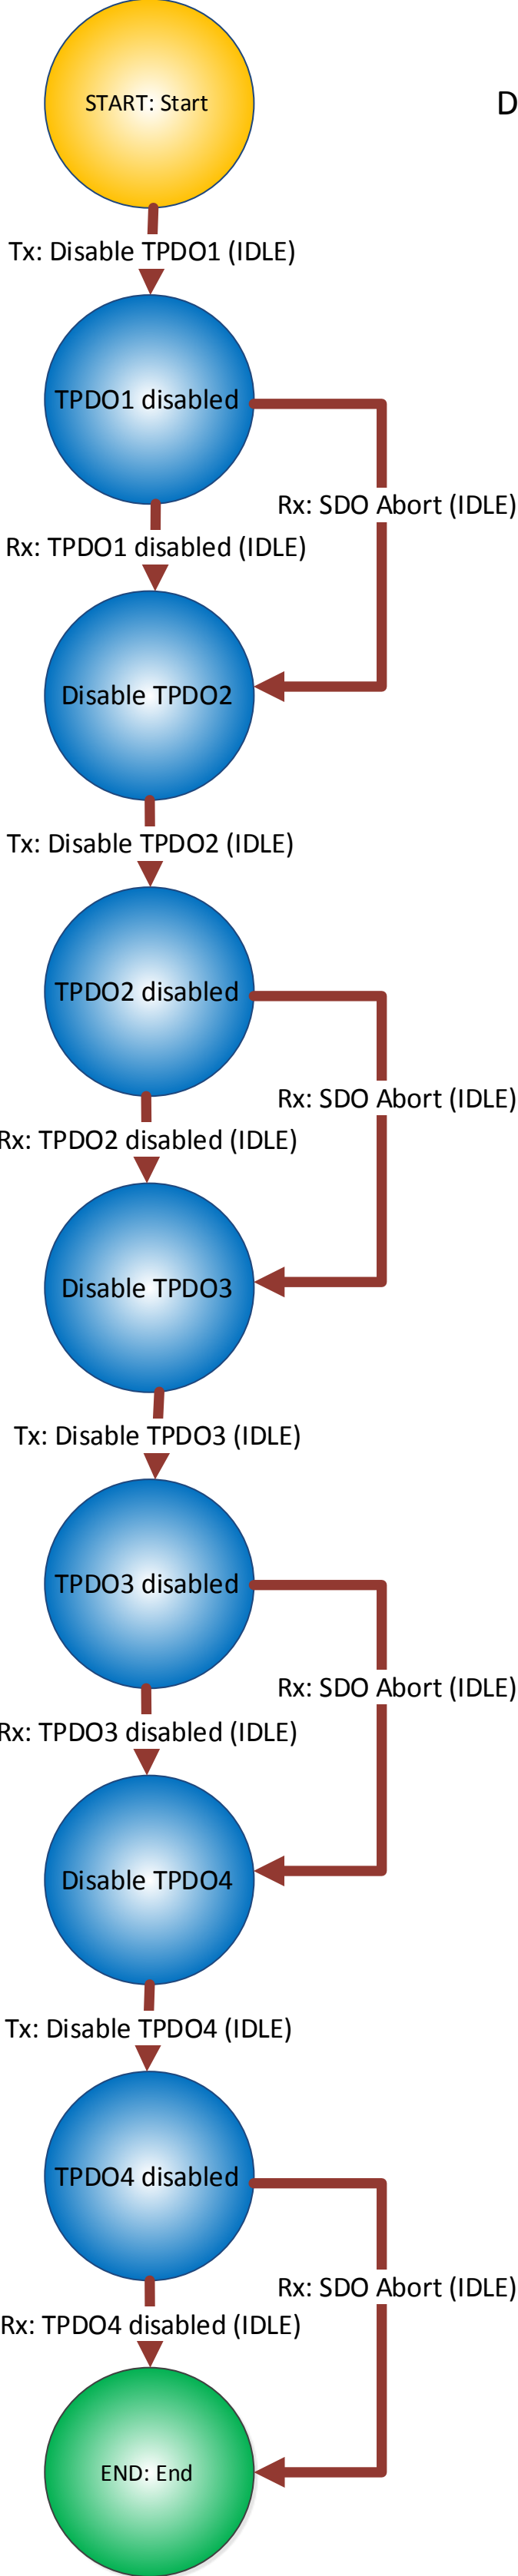 START: Start
D
Tx: Disable TPDO1 (IDLE)
TPDO1 disabled
Rx: SDO Abort (IDLE)
Rx: TPDO1 disabled (IDLE)
Disable TPDO2
Tx: Disable TPDO2 (IDLE)
TPDO2 disabled
Rx: SDO Abort (IDLE)
Rx: TPDO2 disabled (IDLE)
Disable TPDO3
Tx: Disable TPDO3 (IDLE)
TPDO3 disabled
Rx: SDO Abort (IDLE)
Rx: TPDO3 disabled (IDLE)
Disable TPDO4
Tx: Disable TPDO4 (IDLE)
TPDO4 disabled
Rx: SDO Abort (IDLE)
Rx: TPDO4 disabled (IDLE)
END: End